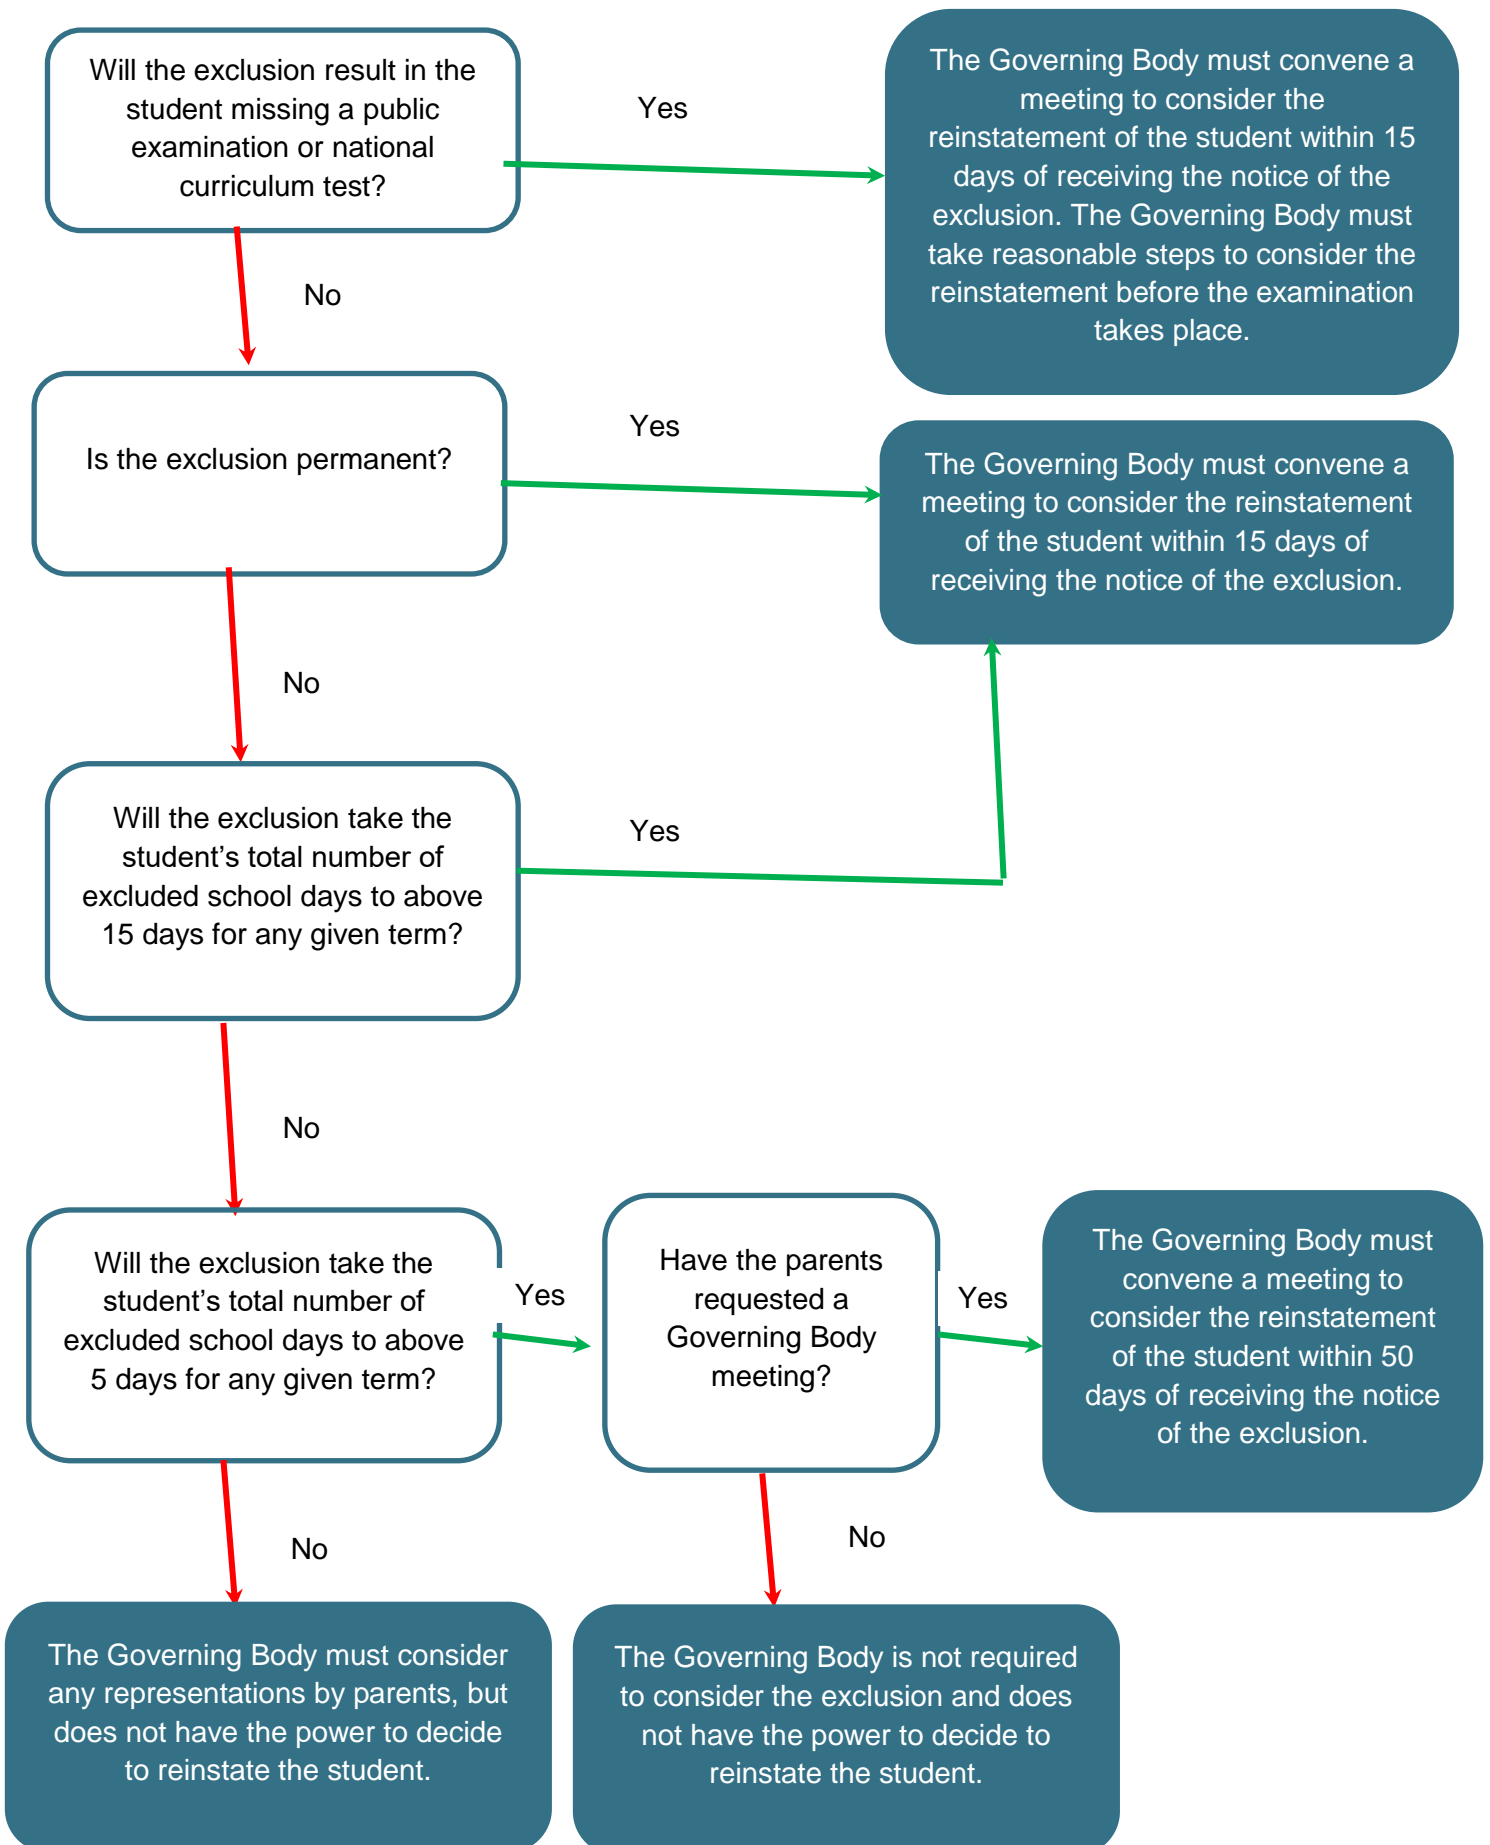 Will the exclusion result in the
student missing a public
examination or national
curriculum test?
Yes
The Governing Body must convene a
meeting to consider the
reinstatement of the student within 15
days of receiving the notice of the
exclusion. The Governing Body must
take reasonable steps to consider the
reinstatement before the examination
takes place.
No
Is the exclusion permanent?
Yes
The Governing Body must convene a
meeting to consider the reinstatement
of the student within 15 days of
receiving the notice of the exclusion.
No
Will the exclusion take the
student’s total number of
excluded school days to above
15 days for any given term?
Yes
No
Will the exclusion take the
student’s total number of
excluded school days to above
5 days for any given term?
Yes
Have the parents
requested a
Governing Body
meeting?
Yes
The Governing Body must
convene a meeting to
consider the reinstatement
of the student within 50
days of receiving the notice
of the exclusion.
No
No
The Governing Body must consider
any representations by parents, but
does not have the power to decide
to reinstate the student.
The Governing Body is not required
to consider the exclusion and does
not have the power to decide to
reinstate the student.